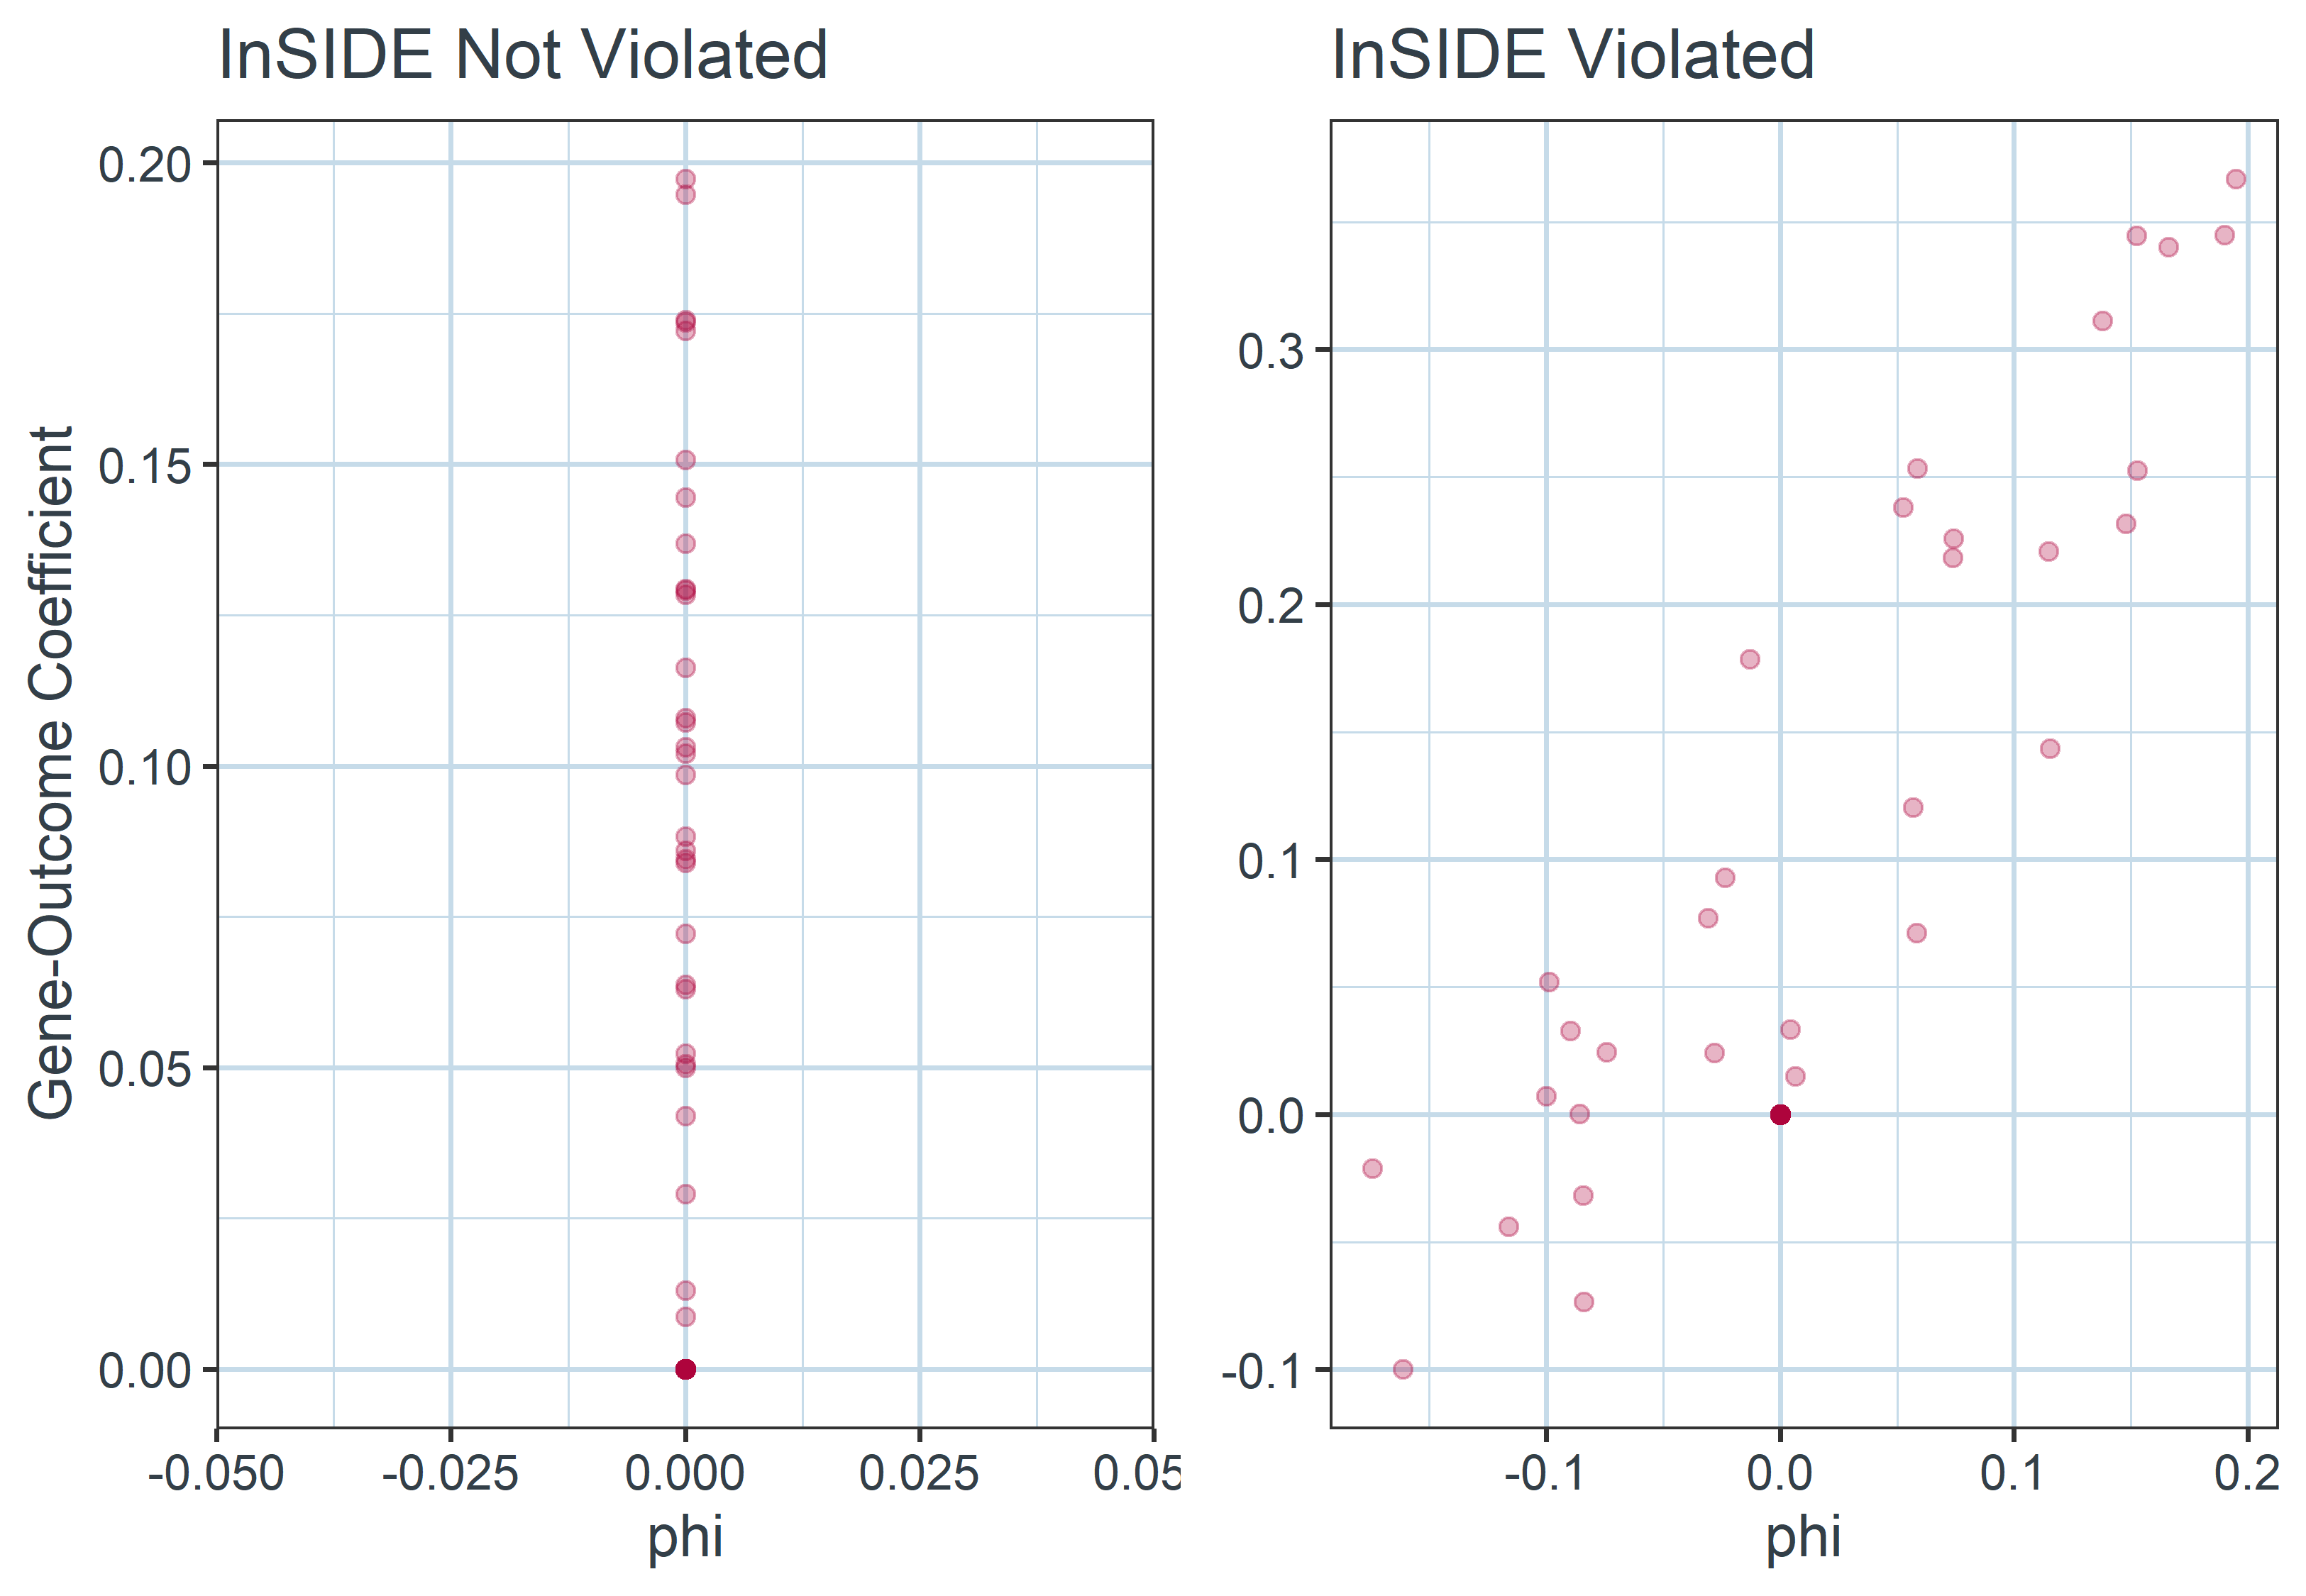 InSIDE Not Violated
Gene-Outcome Coefficient
0.20
0.15
0.10
0.05
0.00
-0.050 -0.025 0.000 0.025 0.05
phi
InSIDE Violated
0.3
0.2
0.1
0.0
-0.1
-0.1 0.0 0.1 0.2
phi